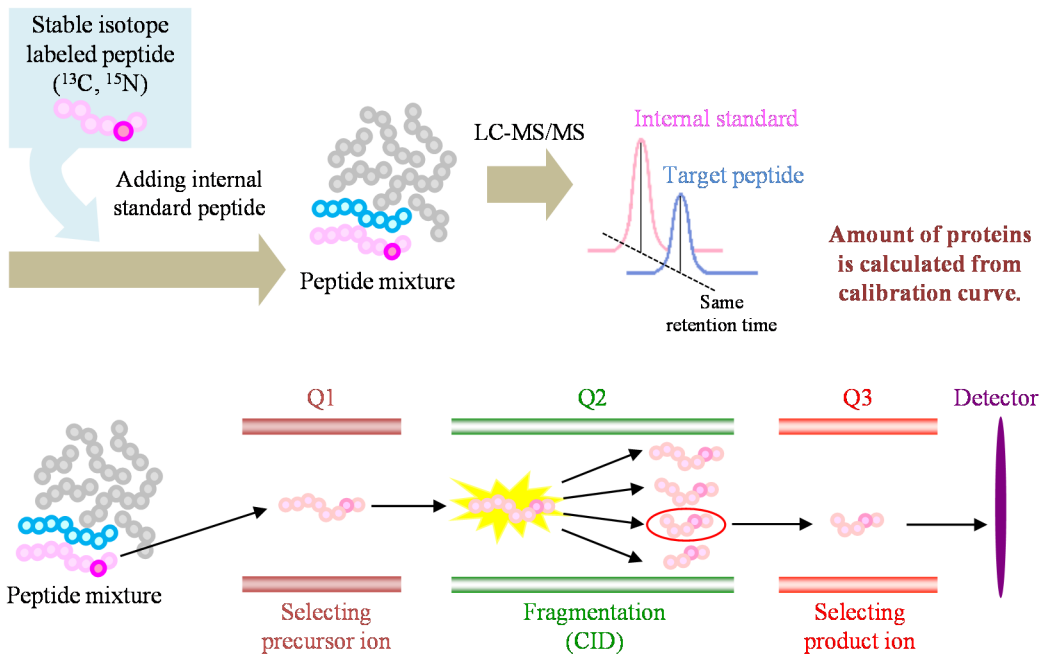 Stable isotope
labeled peptide
(¹³C, ¹⁵N)
Adding internal
standard peptide
Peptide mixture
LC-MS/MS
Internal standard
Target peptide
Same
retention time
Amount of proteins
is calculated from
calibration curve.
Q1
Q2
Q3
Detector
Peptide mixture
Selecting
precursor ion
Fragmentation
(CID)
Selecting
product ion